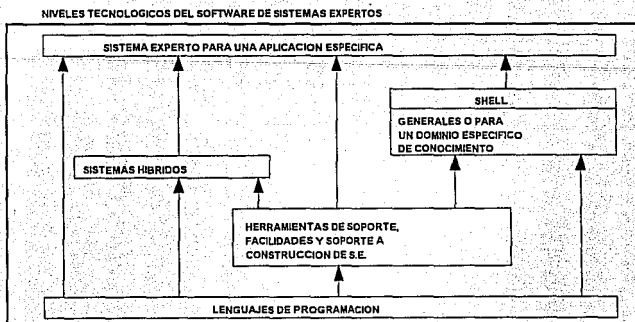 NIVELES TECNOLOGICOS DEL SOFTWARE DE SISTEMAS EXPERTOS
SISTEMA EXPERTO PARA UNA APLICACION ESPECIFICA
SHELL
GENERALES O PARA
UN DOMINIO ESPECIFICO
DE CONOCIMIENTO
SISTEMAS HIBRIDOS
HERRAMIENTAS DE SOPORTE,
FACILIDADES Y SOPORTE A
CONSTRUCCION DE S.E.
LENGUAJES DE PROGRAMACION